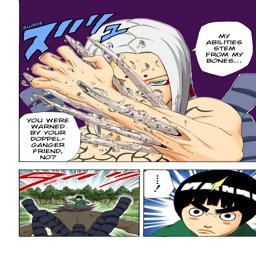 MY
ABILITIES
STEM
FROM MY
BONES...
YOU WERE
WARNED
BY YOUR
DOPPEL-
GANGER
FRIEND,
NO?
...!